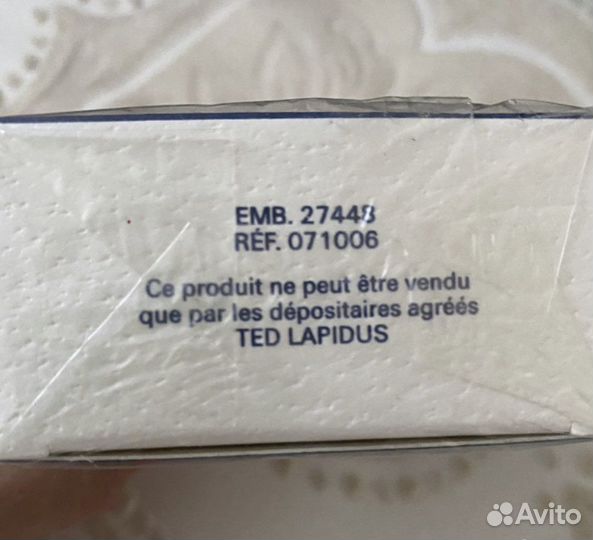 EMB. 27448
RÉF. 071006
Ce produit ne peut être vendu
que par les dépositaires agréés
TED LAPIDUS
Avito